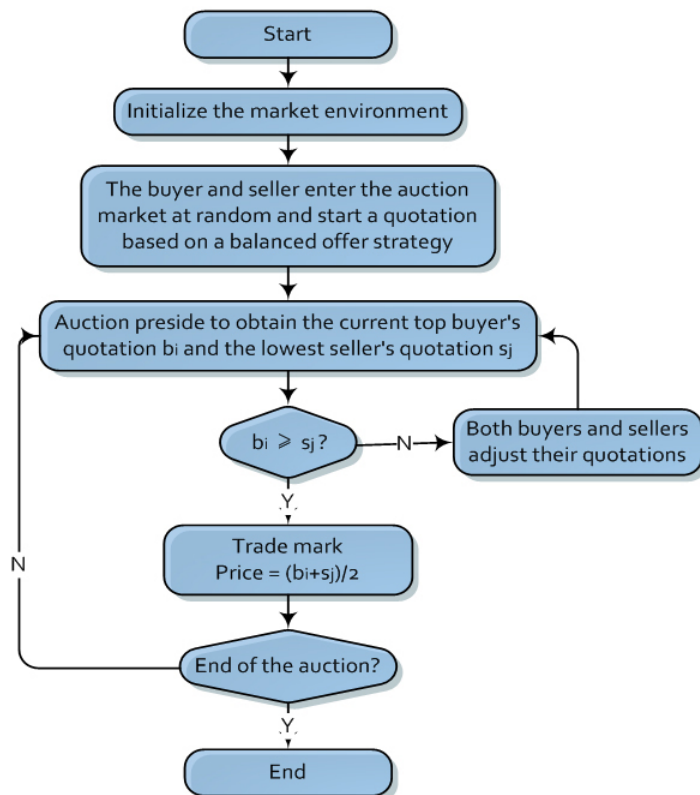 Start
Initialize the market environment
The buyer and seller enter the auction
market at random and start a quotation
based on a balanced offer strategy
Auction preside to obtain the current top buyer's
quotation bi and the lowest seller's quotation sj
bi ⩾ sj?
N
Both buyers and sellers
adjust their quotations
Y
Trade mark
Price = (bi+sj)/2
N
End of the auction?
Y
End